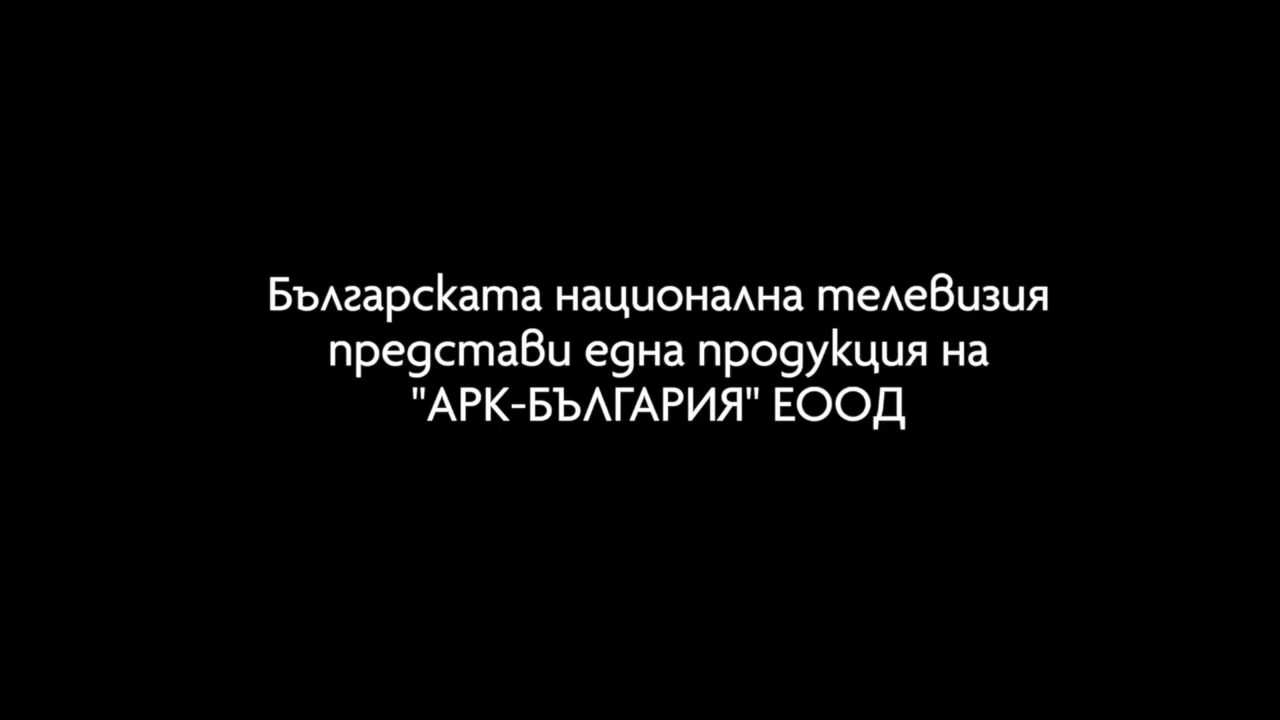 Българската национална телевизия
представи една продукция на
"АРК-БЪЛГАРИЯ" ЕООД